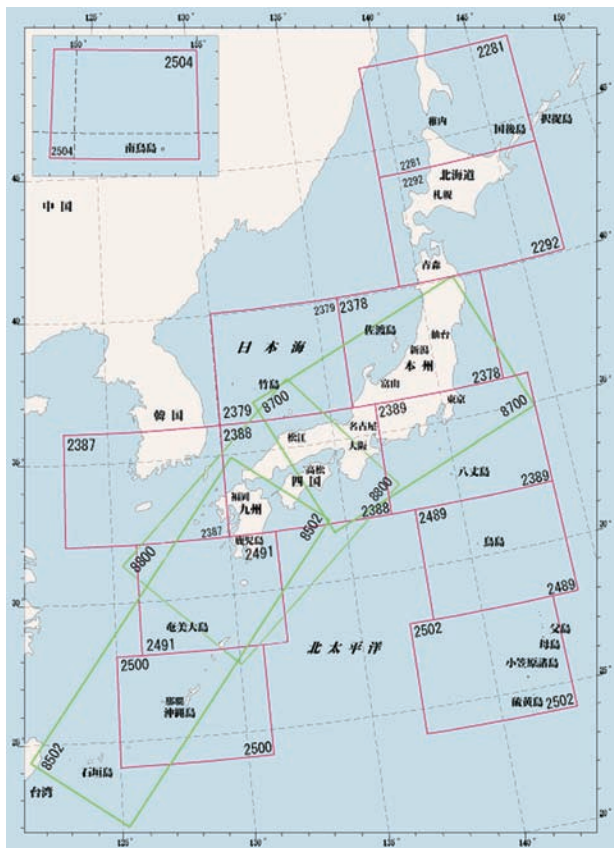 125°
130°
135°
140°
145°
150°
150°
155°
2504
2504
南鳥島
2281
稚内
国後島
択捉島
2281
2292
北海道
札幌
2292
中国
青森
2379
2378
佐渡島
日本海
仙台
新潟
本州
竹島
富山
2378
2379
8700
東京
8700
2389
名古屋
韓国
2387
2388
松江
大阪
高松
八丈島
四国
8800
2389
福岡
九州
2388
2387
8502
2489
鹿児島
2491
鳥島
8800
2489
奄美大島
2502
父島
母島
北太平洋
2491
小笠原諸島
2500
那覇
沖縄島
硫黄島
2502
2500
8502
石垣島
台湾
125°
130°
135°
140°